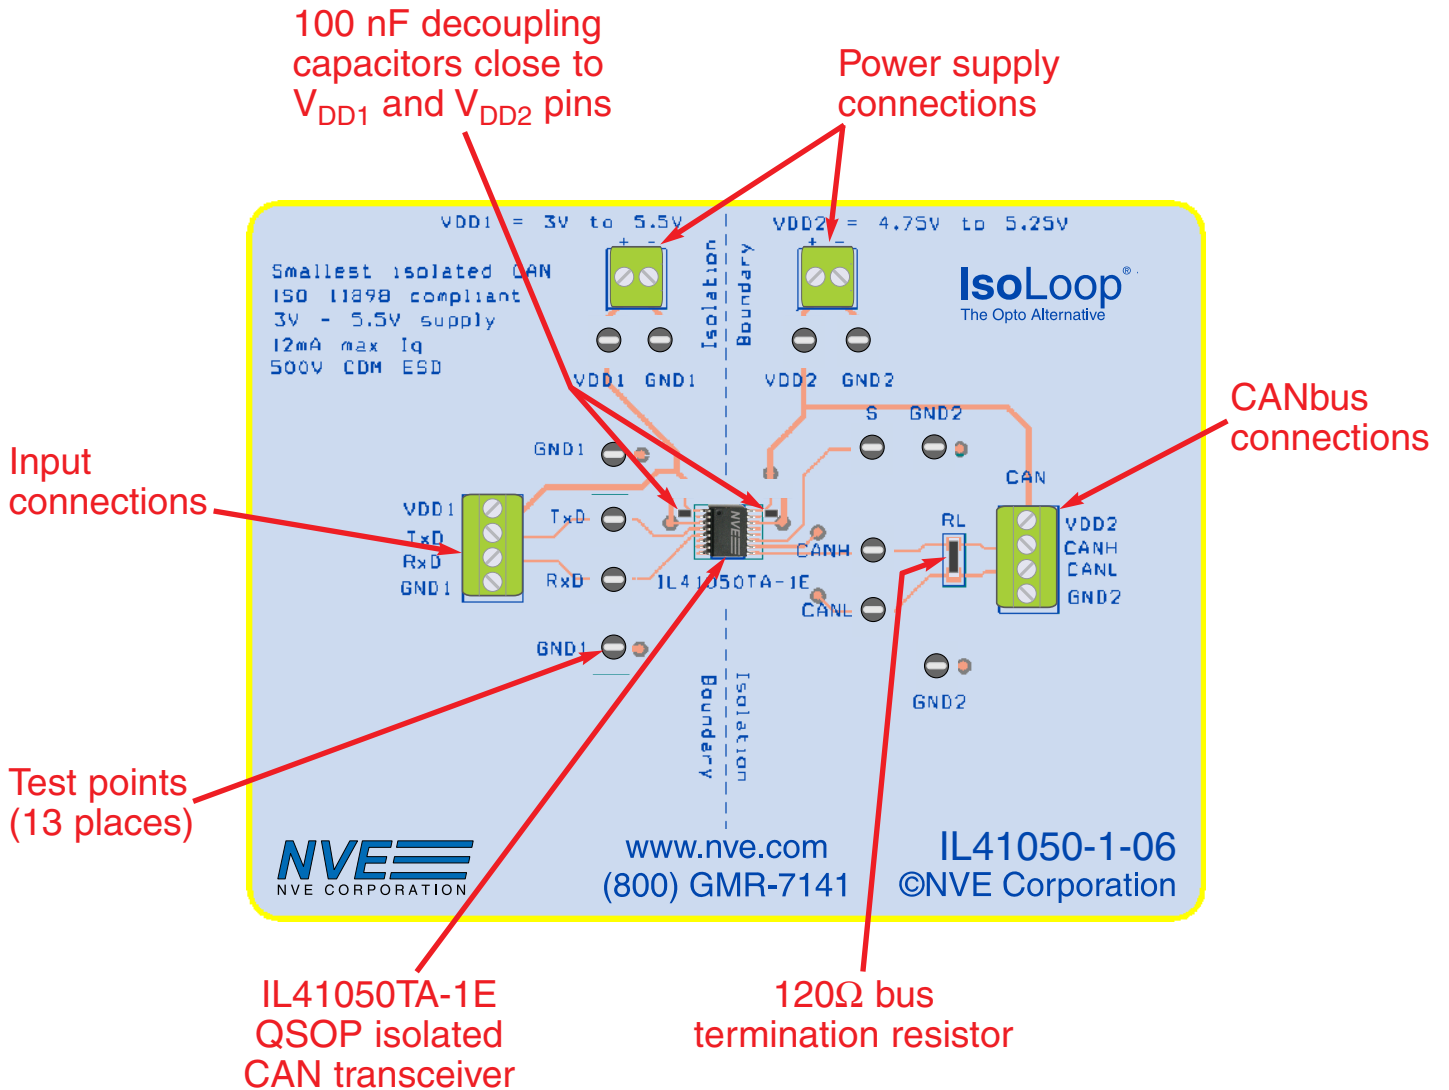 100 nF decoupling
capacitors close to
VDD1 and VDD2 pins
Power supply
connections
VDD1 = 3V to 5.5V
VDD2 = 4.75V to 5.25V
+ -
+ -
Smallest isolated CAN
ISO 11898 compliant
3V - 5.5V supply
12mA max Iq
500V CDM ESD
Isolation
Boundary
IsoLoop®
The Opto Alternative
VDD1 GND1
VDD2 GND2
CANbus
connections
S GND2
GND1
CAN
Input
connections
VDD1
TxD
RxD
GND1
TxD
RxD
NVE
IL41050TA-1E
CANH
CANL
RL
VDD2
CANH
CANL
GND2
GND1
GND2
Isolation
Boundary
Test points
(13 places)
NVE
NVE CORPORATION
www.nve.com
(800) GMR-7141
IL41050-1-06
©NVE Corporation
IL41050TA-1E
QSOP isolated
CAN transceiver
120Ω bus
termination resistor